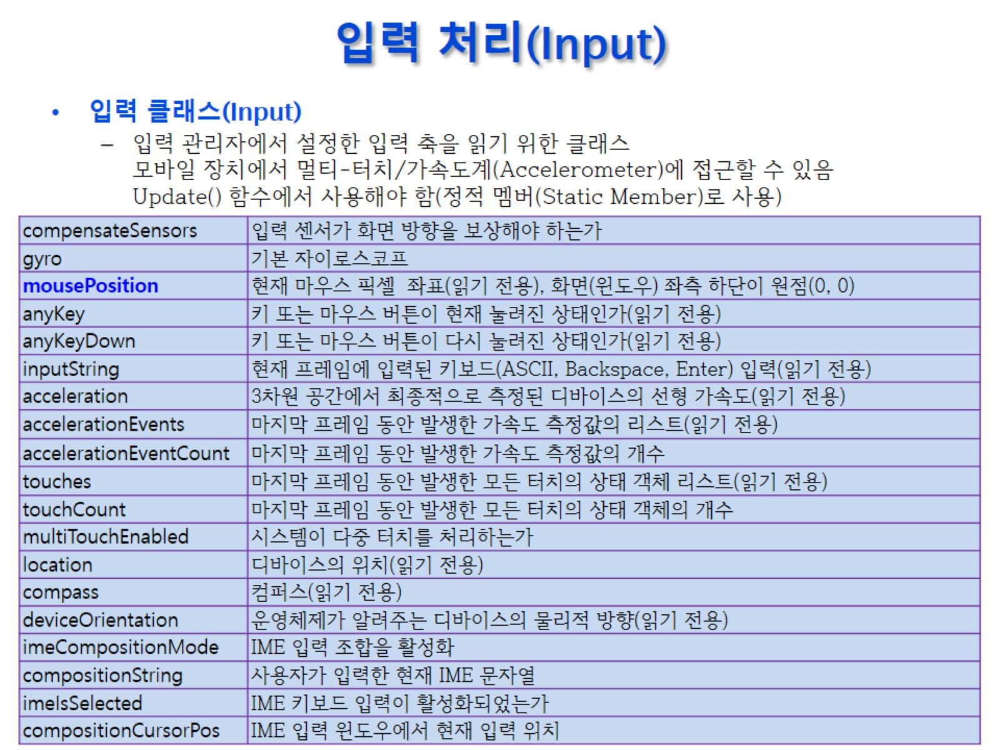 입력 처리(Input)
• 입력 클래스(Input)
– 입력 관리자에서 설정한 입력 축을 읽기 위한 클래스
모바일 장치에서 멀티-터치/가속도계(Accelerometer)에 접근할 수 있음
Update() 함수에서 사용해야 함(정적 멤버(Static Member)로 사용)
compensateSensors 입력 센서가 화면 방향을 보상해야 하는가
gyro 기본 자이로스코프
mousePosition 현재 마우스 픽셀 좌표(읽기 전용), 화면(윈도우) 좌측 하단이 원점(0, 0)
anyKey 키 또는 마우스 버튼이 현재 눌려진 상태인가(읽기 전용)
anyKeyDown 키 또는 마우스 버튼이 다시 눌려진 상태인가(읽기 전용)
inputString 현재 프레임에 입력된 키보드(ASCII, Backspace, Enter) 입력(읽기 전용)
acceleration 3차원 공간에서 최종적으로 측정된 디바이스의 선형 가속도(읽기 전용)
accelerationEvents 마지막 프레임 동안 발생한 가속도 측정값의 리스트(읽기 전용)
accelerationEventCount 마지막 프레임 동안 발생한 가속도 측정값의 개수
touches 마지막 프레임 동안 발생한 모든 터치의 상태 객체 리스트(읽기 전용)
touchCount 마지막 프레임 동안 발생한 모든 터치의 상태 객체의 개수
multiTouchEnabled 시스템이 다중 터치를 처리하는가
location 디바이스의 위치(읽기 전용)
compass 컴퍼스(읽기 전용)
deviceOrientation 운영체제가 알려주는 디바이스의 물리적 방향(읽기 전용)
imeCompositionMode IME 입력 조합을 활성화
compositionString 사용자가 입력한 현재 IME 문자열
imeIsSelected IME 키보드 입력이 활성화되었는가
compositionCursorPos IME 입력 윈도우에서 현재 입력 위치